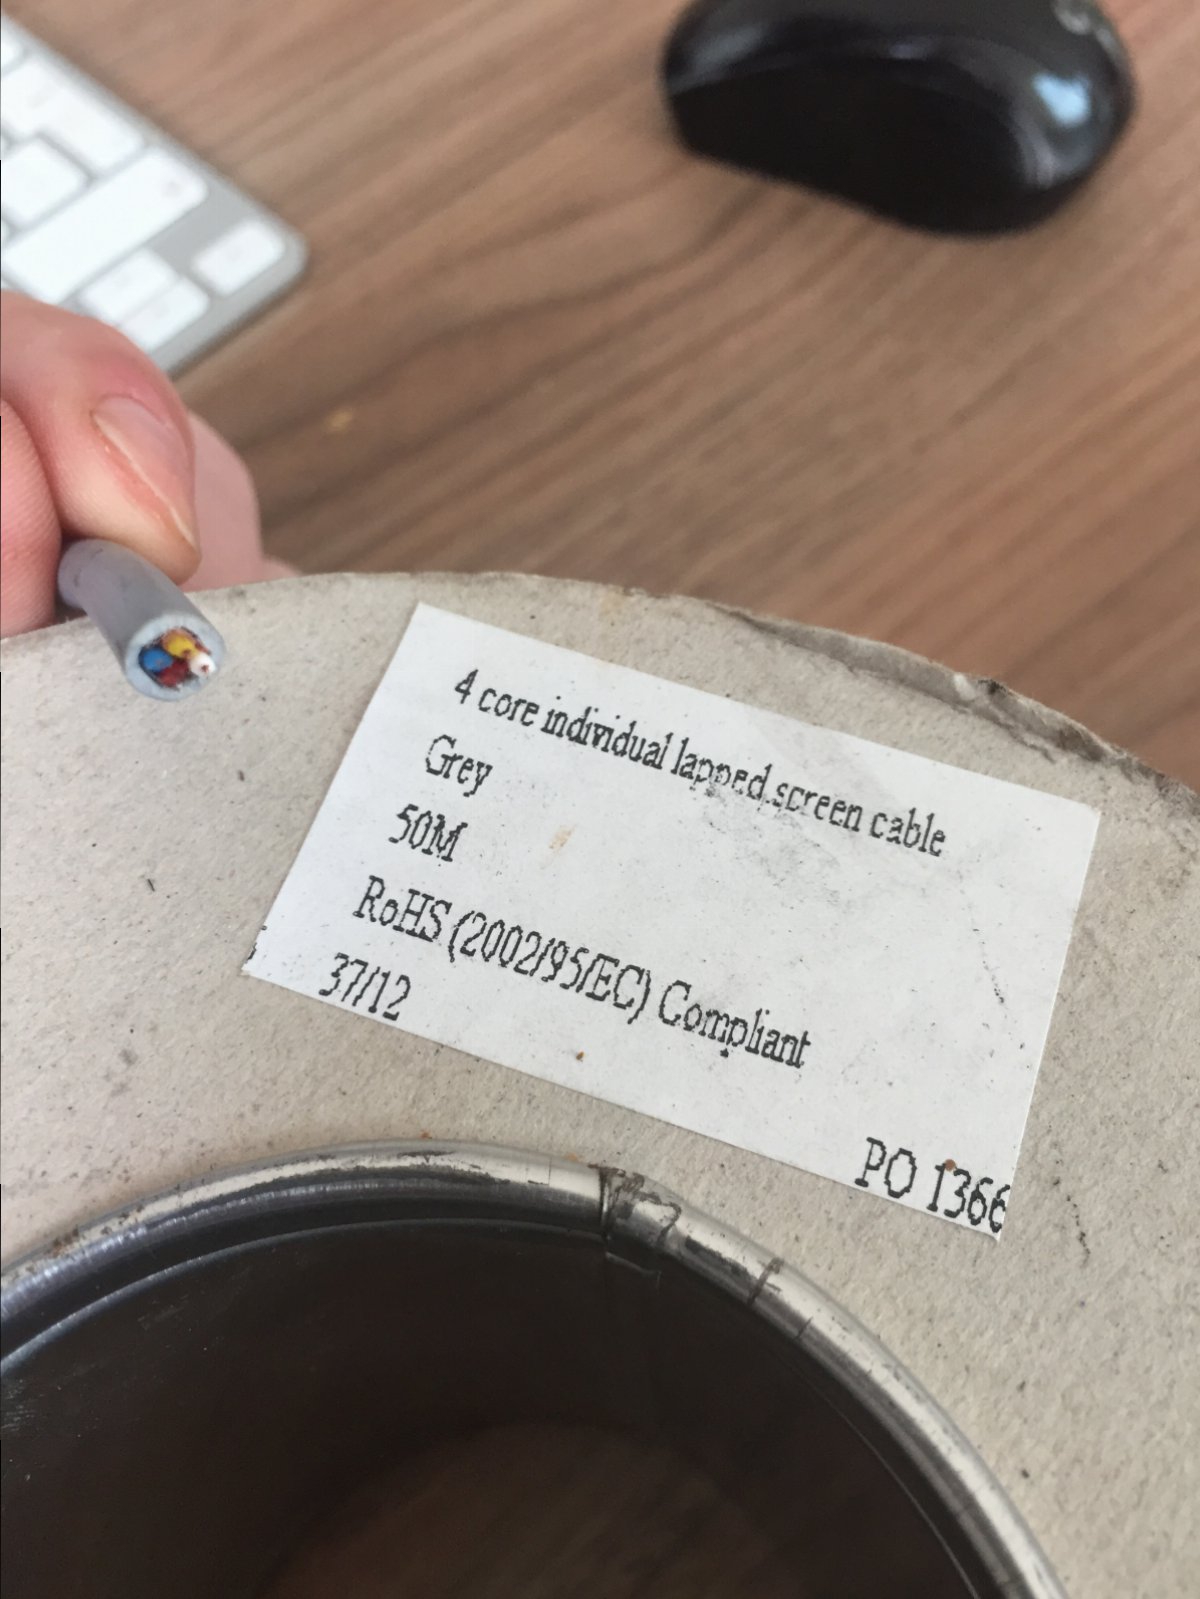 4 core individual lapped screen cable
Grey
50M
RoHS (2002/95/EC) Compliant
37/12
PO 1366